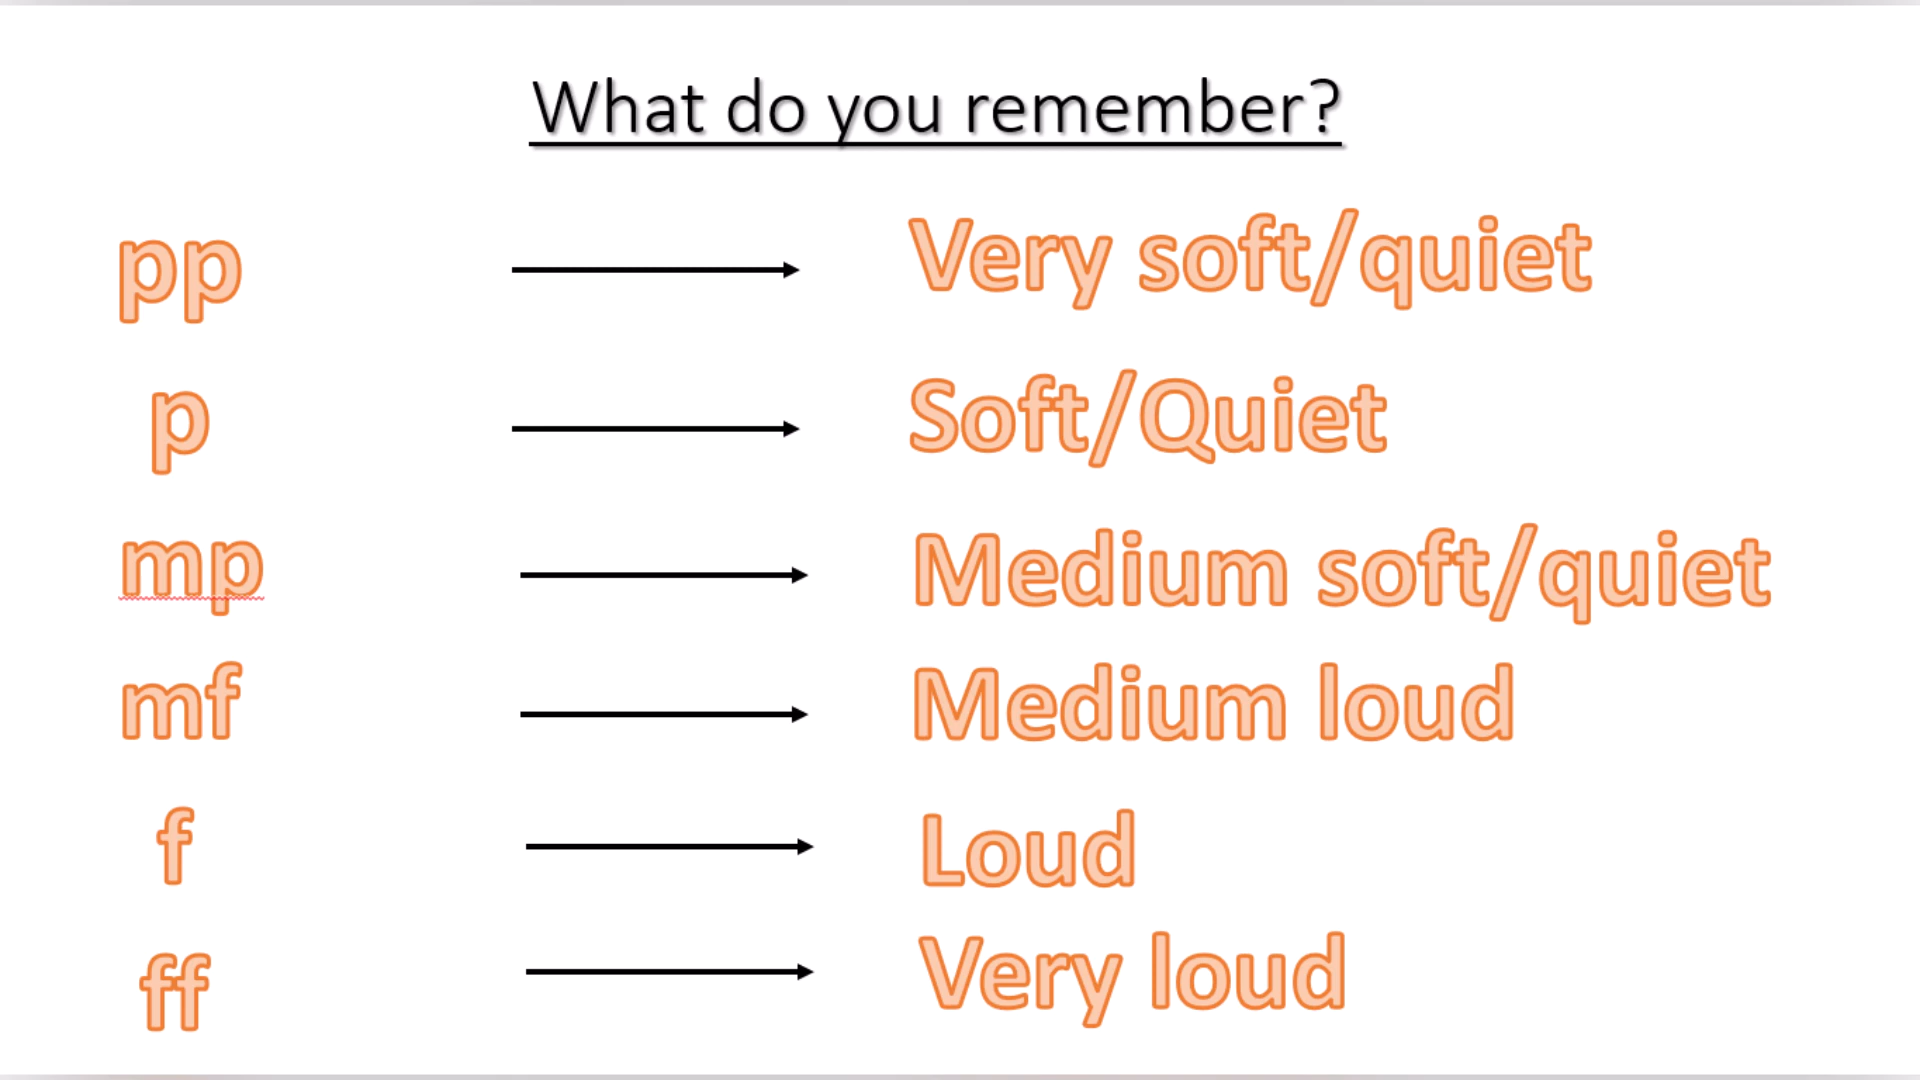 What do you remember?
pp Very soft/quiet
p Soft/Quiet
mp Medium soft/quiet
mf Medium loud
f Loud
ff Very loud